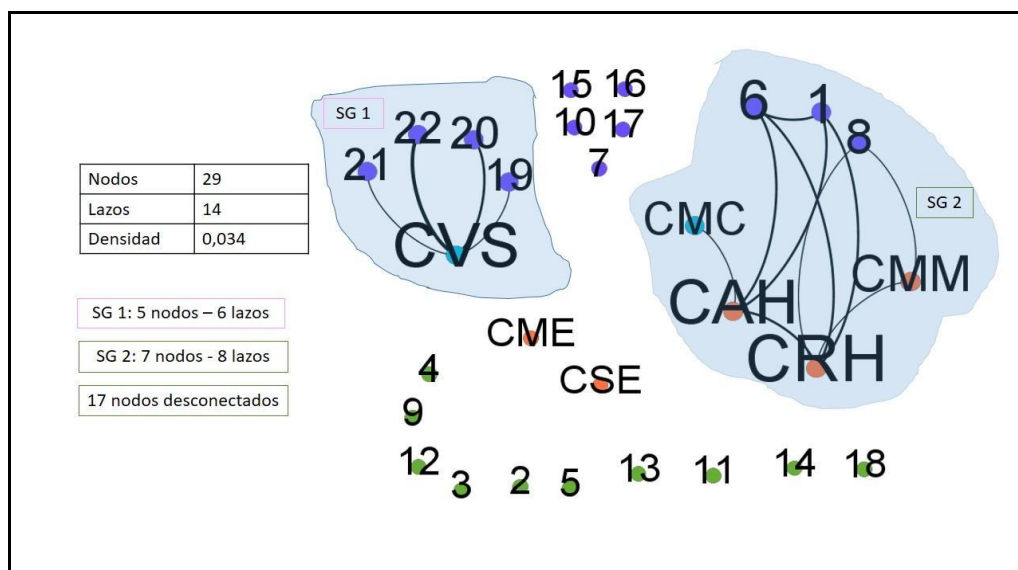 SG 1
15
16
10
17
7
22
20
21
19
CVS
6
1
8
SG 2
CMC
CMM
CAH
CRH
Nodos 29
Lazos 14
Densidad 0,034
SG 1: 5 nodos – 6 lazos
SG 2: 7 nodos - 8 lazos
17 nodos desconectados
CME
CSE
4
9
12
3
2
5
13
11
14
18